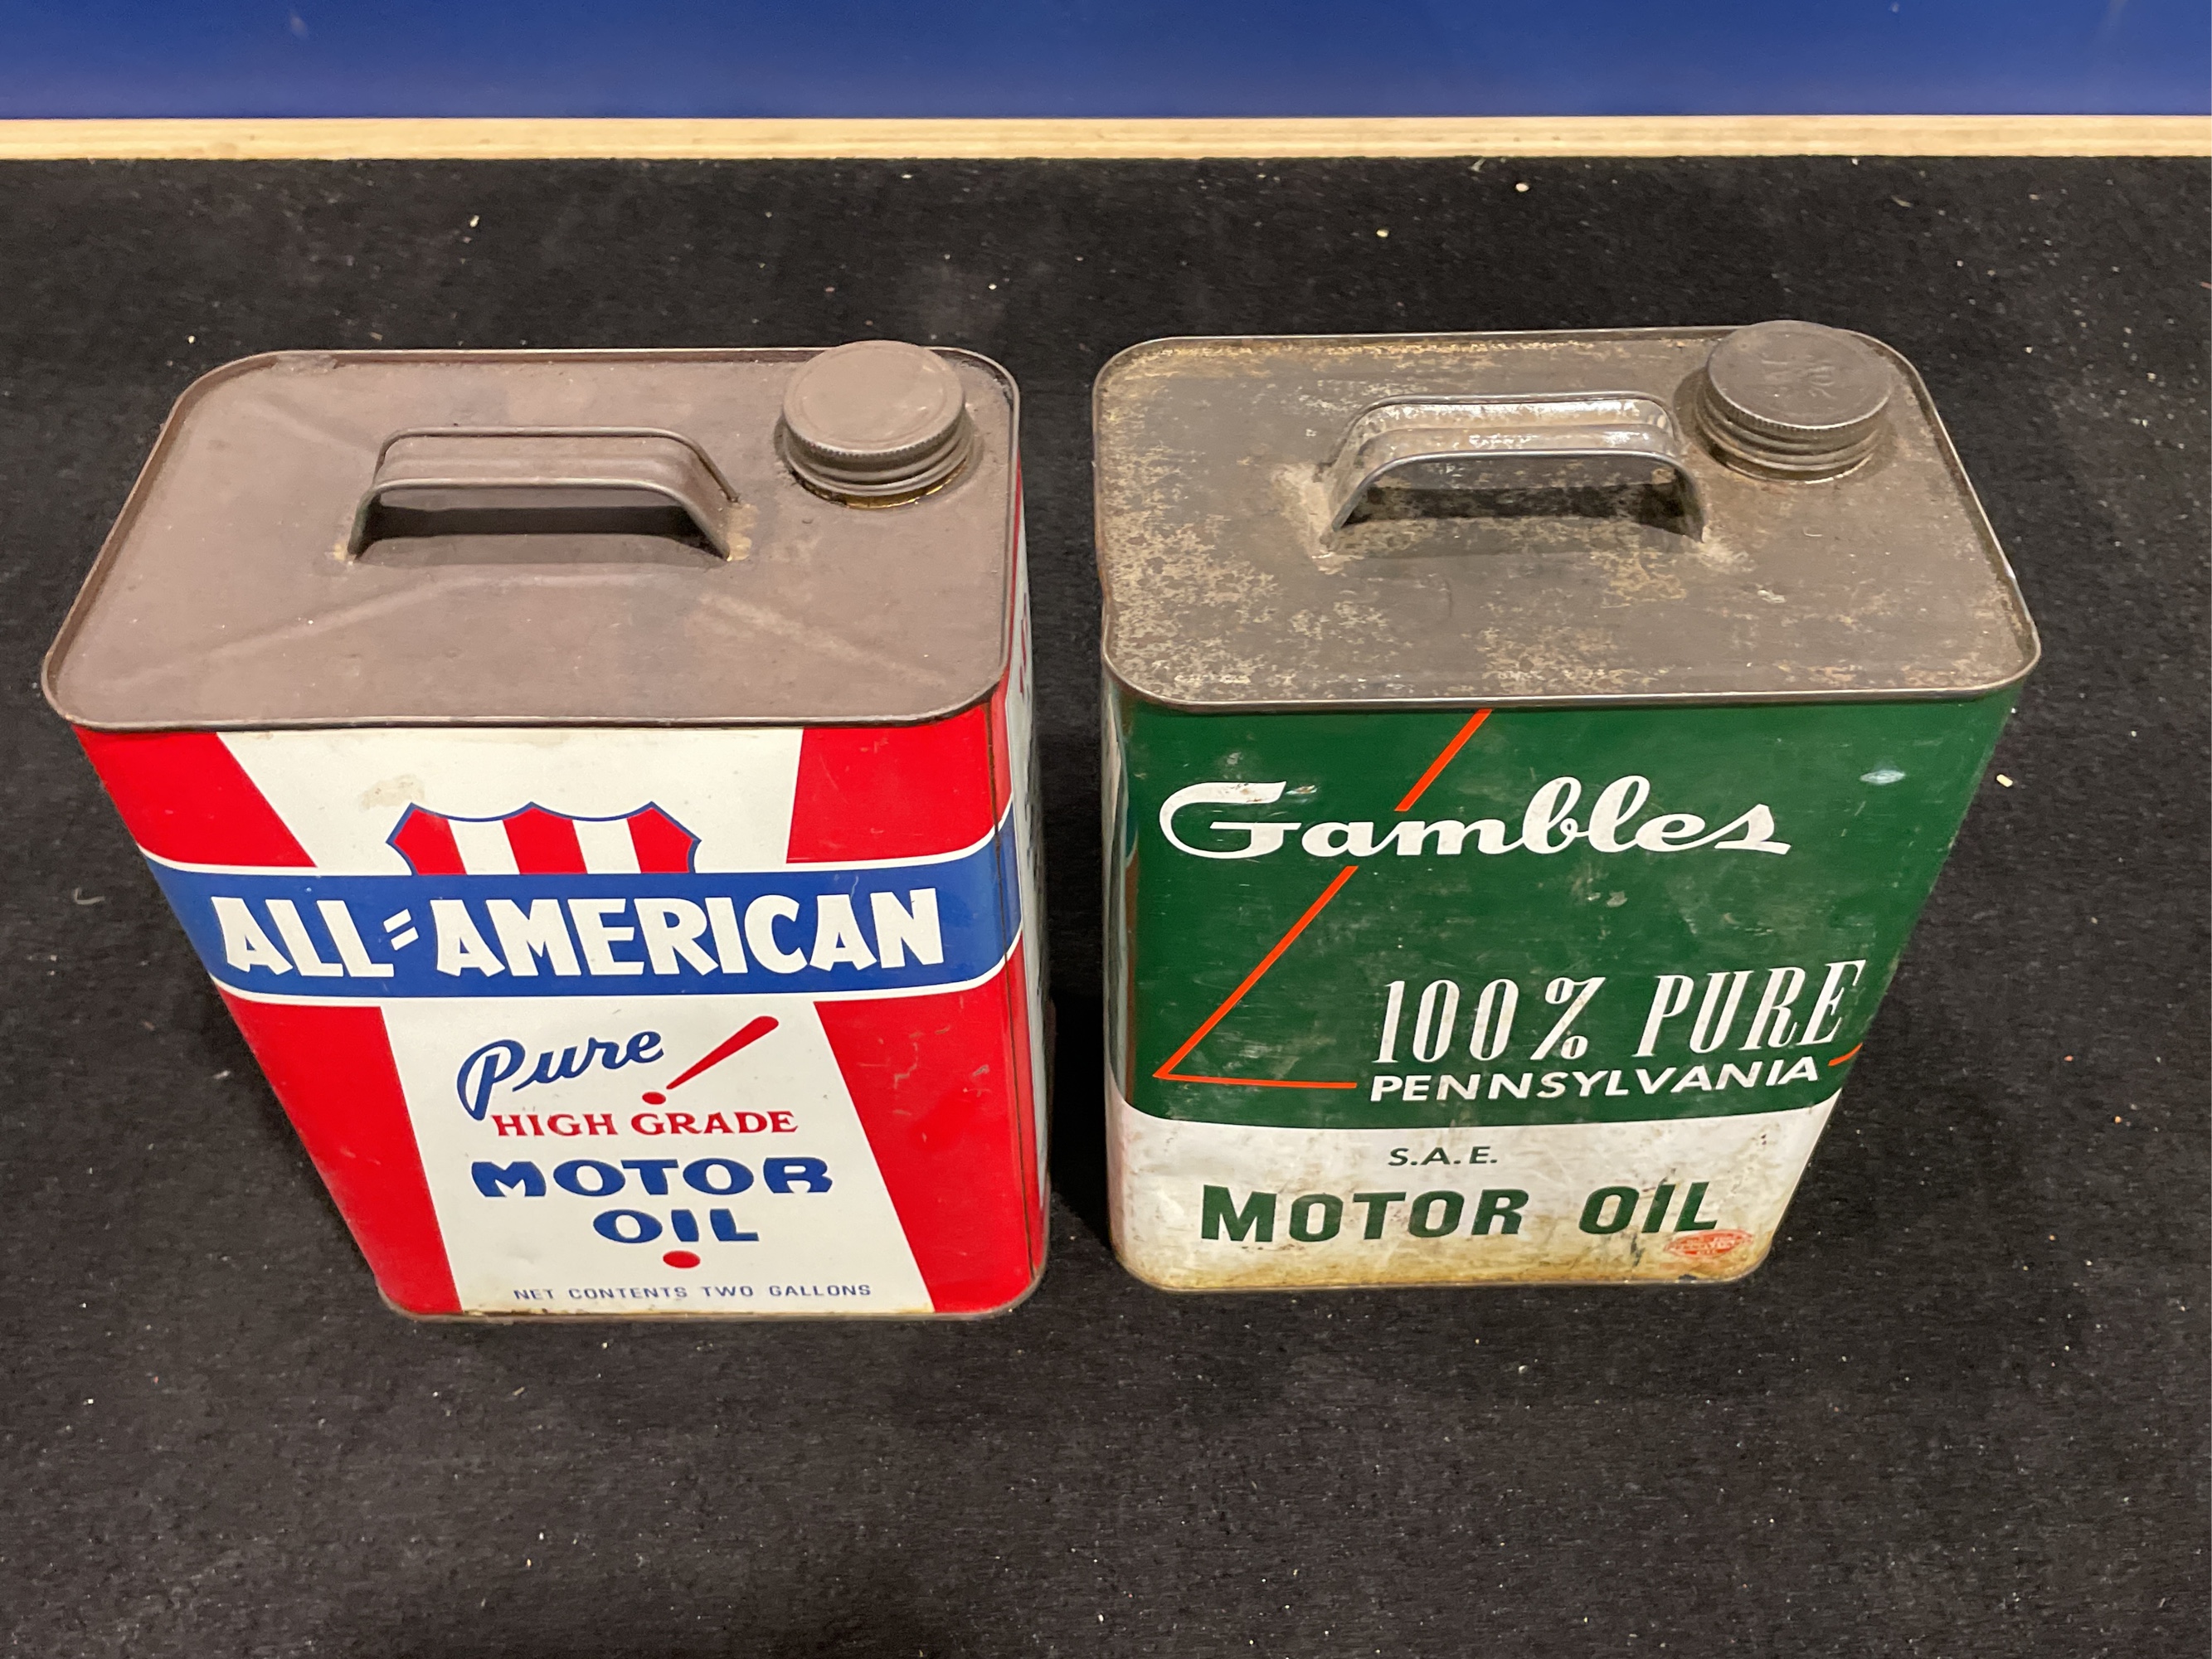 ALL-AMERICAN
Pure
HIGH GRADE
MOTOR
OIL
NET CONTENTS TWO GALLONS
Gambles
100% PURE
PENNSYLVANIA
S.A.E.
MOTOR OIL